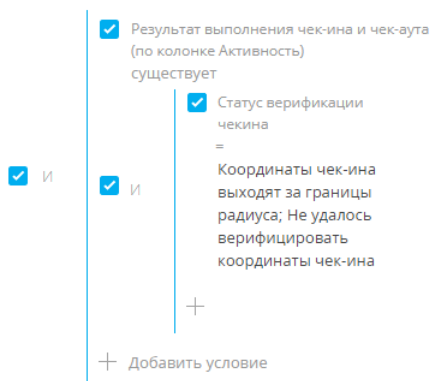 Результат выполнения чек-ина и чек-аута
(по колонке Активность)
существует
Статус верификации
чекина
=
Координаты чек-ина
выходят за границы
радиуса; Не удалось
верифицировать
координаты чек-ина
И
И
Добавить условие